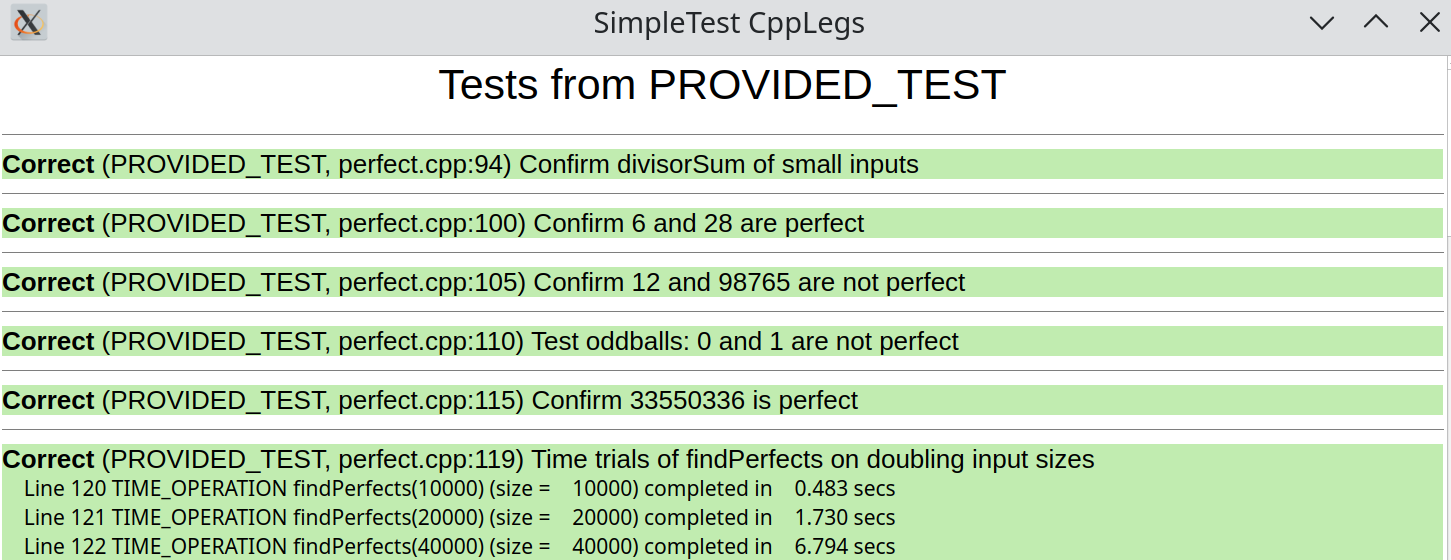 SimpleTest CppLegs
Tests from PROVIDED_TEST
Correct (PROVIDED_TEST, perfect.cpp:94) Confirm divisorSum of small inputs
Correct (PROVIDED_TEST, perfect.cpp:100) Confirm 6 and 28 are perfect
Correct (PROVIDED_TEST, perfect.cpp:105) Confirm 12 and 98765 are not perfect
Correct (PROVIDED_TEST, perfect.cpp:110) Test oddballs: 0 and 1 are not perfect
Correct (PROVIDED_TEST, perfect.cpp:115) Confirm 33550336 is perfect
Correct (PROVIDED_TEST, perfect.cpp:119) Time trials of findPerfects on doubling input sizes
Line 120 TIME_OPERATION findPerfects(10000) (size = 10000) completed in 0.483 secs
Line 121 TIME_OPERATION findPerfects(20000) (size = 20000) completed in 1.730 secs
Line 122 TIME_OPERATION findPerfects(40000) (size = 40000) completed in 6.794 secs